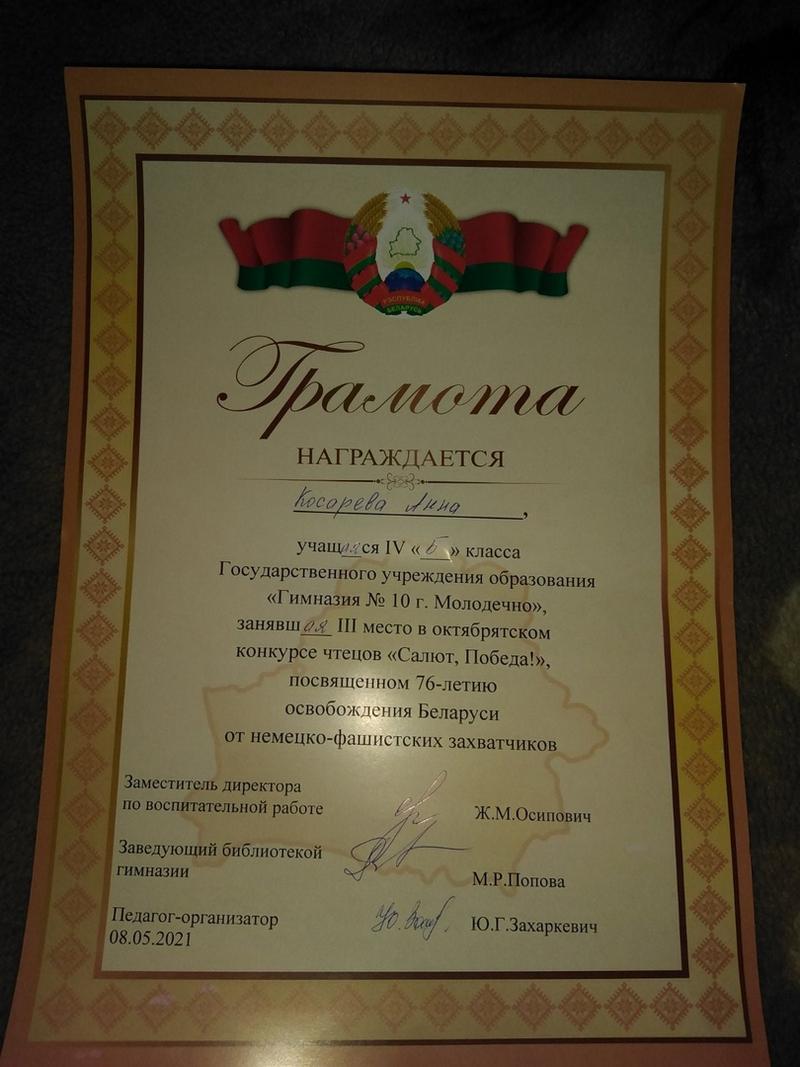 РЭСПУБЛІКА
БЕЛАРУСЬ
Грамота
НАГРАЖДАЕТСЯ
Косарева Анна,
учащаяся IV «Б» класса
Государственного учреждения образования
«Гимназия № 10 г. Молодечно»,
занявшая III место в октябрятском
конкурсе чтецов «Салют, Победа!»,
посвященном 76-летию
освобождения Беларуси
от немецко-фашистских захватчиков
Заместитель директора
по воспитательной работе Ж.М.Осипович
Заведующий библиотекой
гимназии М.Р.Попова
Педагог-организатор Ю.Г.Захаркевич
08.05.2021